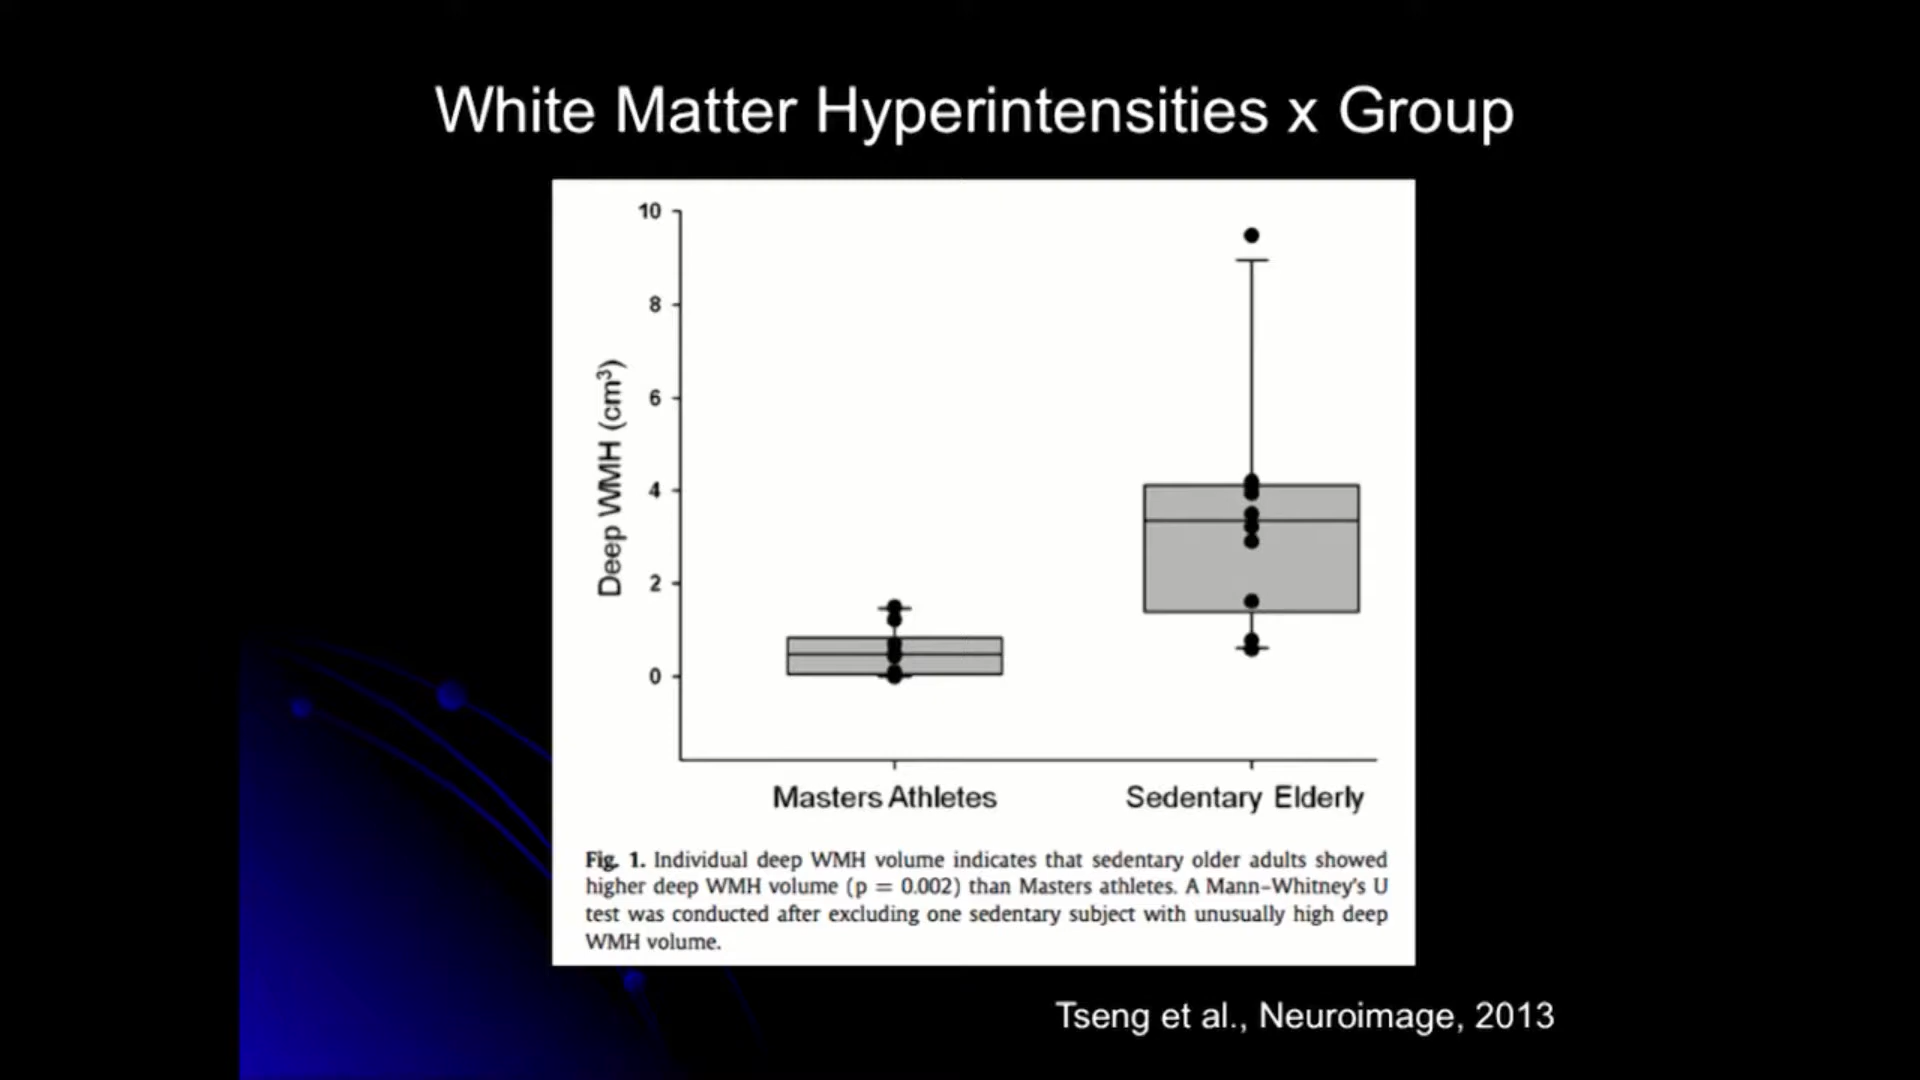 White Matter Hyperintensities x Group
10
8
6
4
2
0
Deep WMH (cm³)
Masters Athletes
Sedentary Elderly
Fig. 1. Individual deep WMH volume indicates that sedentary older adults showed
higher deep WMH volume (p = 0.002) than Masters athletes. A Mann–Whitney's U
test was conducted after excluding one sedentary subject with unusually high deep
WMH volume.
Tseng et al., Neuroimage, 2013